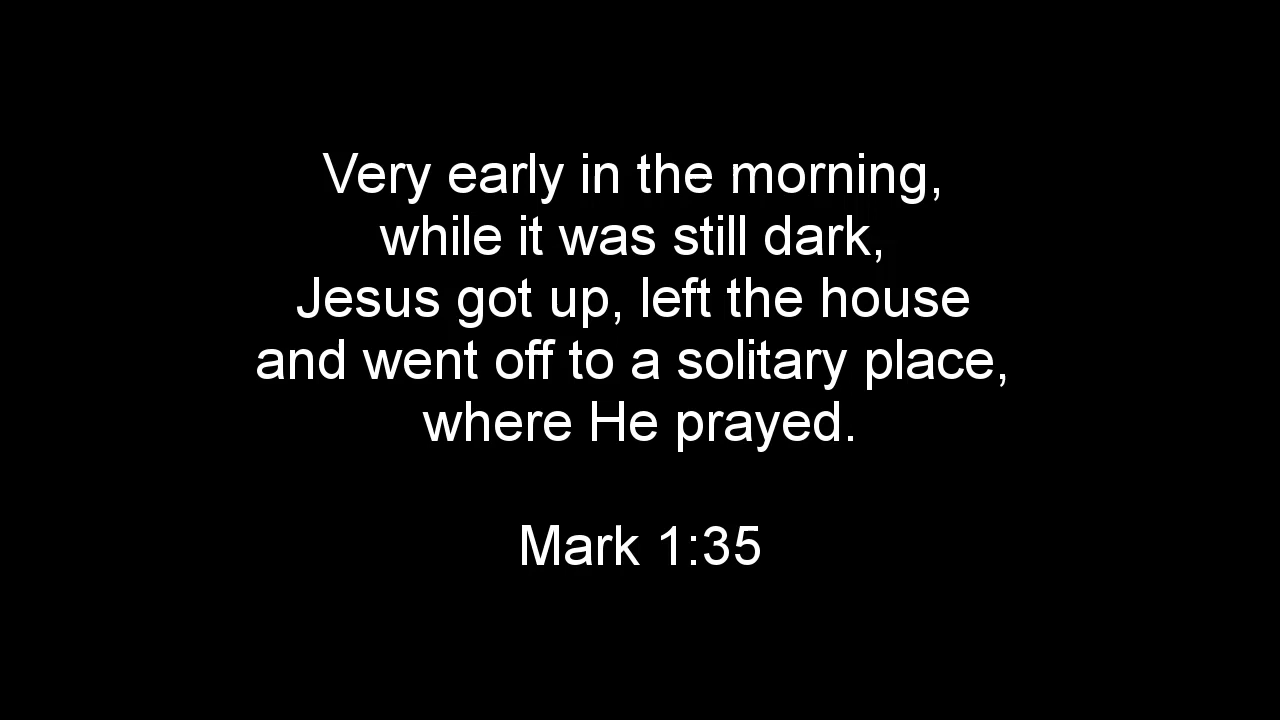 Very early in the morning,
while it was still dark,
Jesus got up, left the house
and went off to a solitary place,
where He prayed.
Mark 1:35